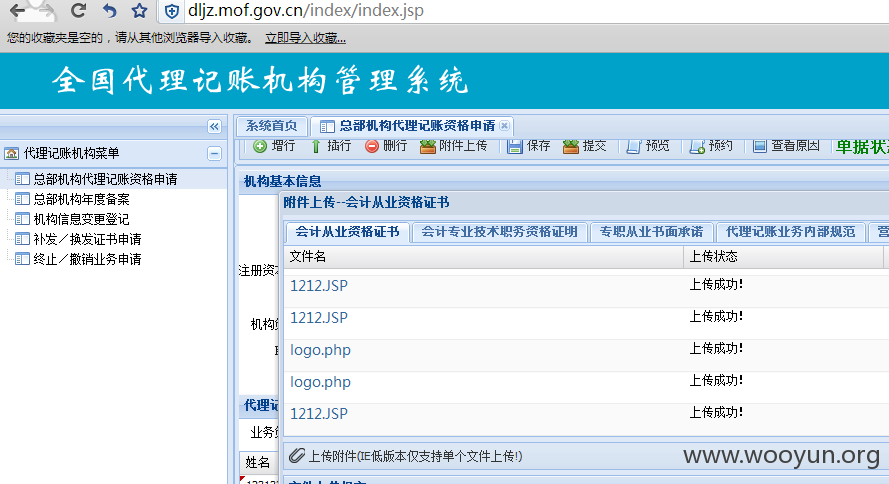 dljz.mof.gov.cn/index/index.jsp
您的收藏夹是空的，请从其他浏览器导入收藏。 立即导入收藏...
全国代理记账机构管理系统
代理记账机构菜单
总部机构代理记账资格申请
总部机构年度备案
机构信息变更登记
补发／换发证书申请
终止／撤销业务申请
系统首页 总部机构代理记账资格申请
增行 插行 删行 附件上传 保存 提交 预览 预约 查看原因 单据状
机构基本信息
附件上传--会计从业资格证书
会计从业资格证书 会计专业技术职务资格证明 专职从业书面承诺 代理记账业务内部规范 营
文件名 上传状态
1212.JSP 上传成功!
1212.JSP 上传成功!
logo.php 上传成功!
logo.php 上传成功!
1212.JSP 上传成功!
上传附件(IE低版本仅支持单个文件上传!)
注册资本
机构
代理记
业务
姓名
www.wooyun.org